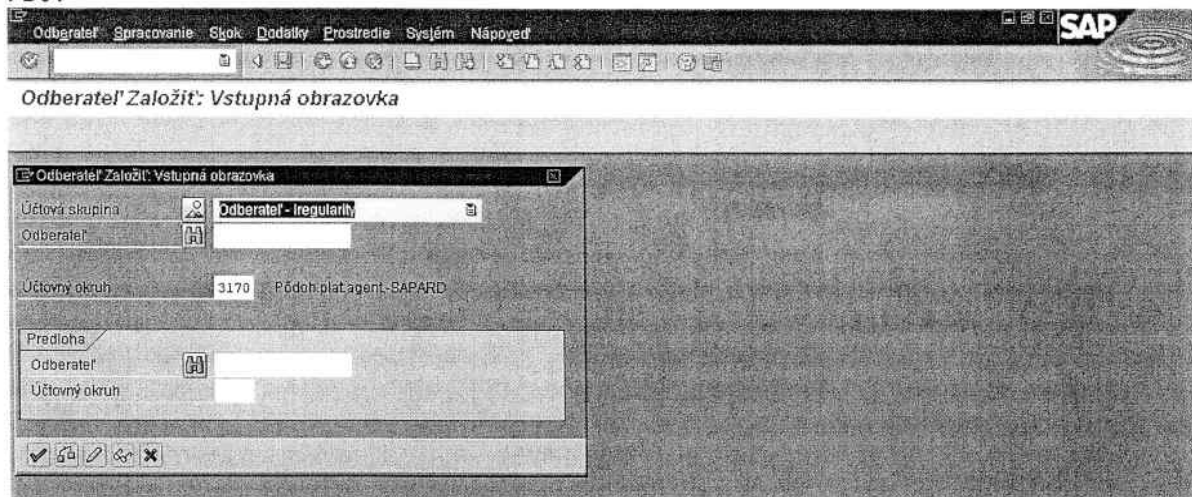 Odberateľ Spracovanie Skok Dodatky Prostredie Systém Nápoveď
SAP
Odberateľ Založiť: Vstupná obrazovka
Odberateľ Založiť: Vstupná obrazovka
Účtová skupina Odberateľ - Iregularity
Odberateľ
Účtovný okruh 3170 Pôdoh.plat.agent.-SAPARD
Predloha
Odberateľ
Účtovný okruh